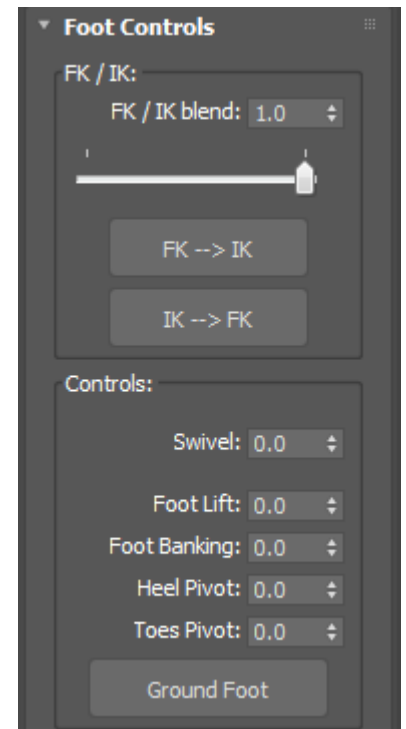 Foot Controls
FK / IK:
FK / IK blend: 1.0
FK --> IK
IK --> FK
Controls:
Swivel: 0.0
Foot Lift: 0.0
Foot Banking: 0.0
Heel Pivot: 0.0
Toes Pivot: 0.0
Ground Foot